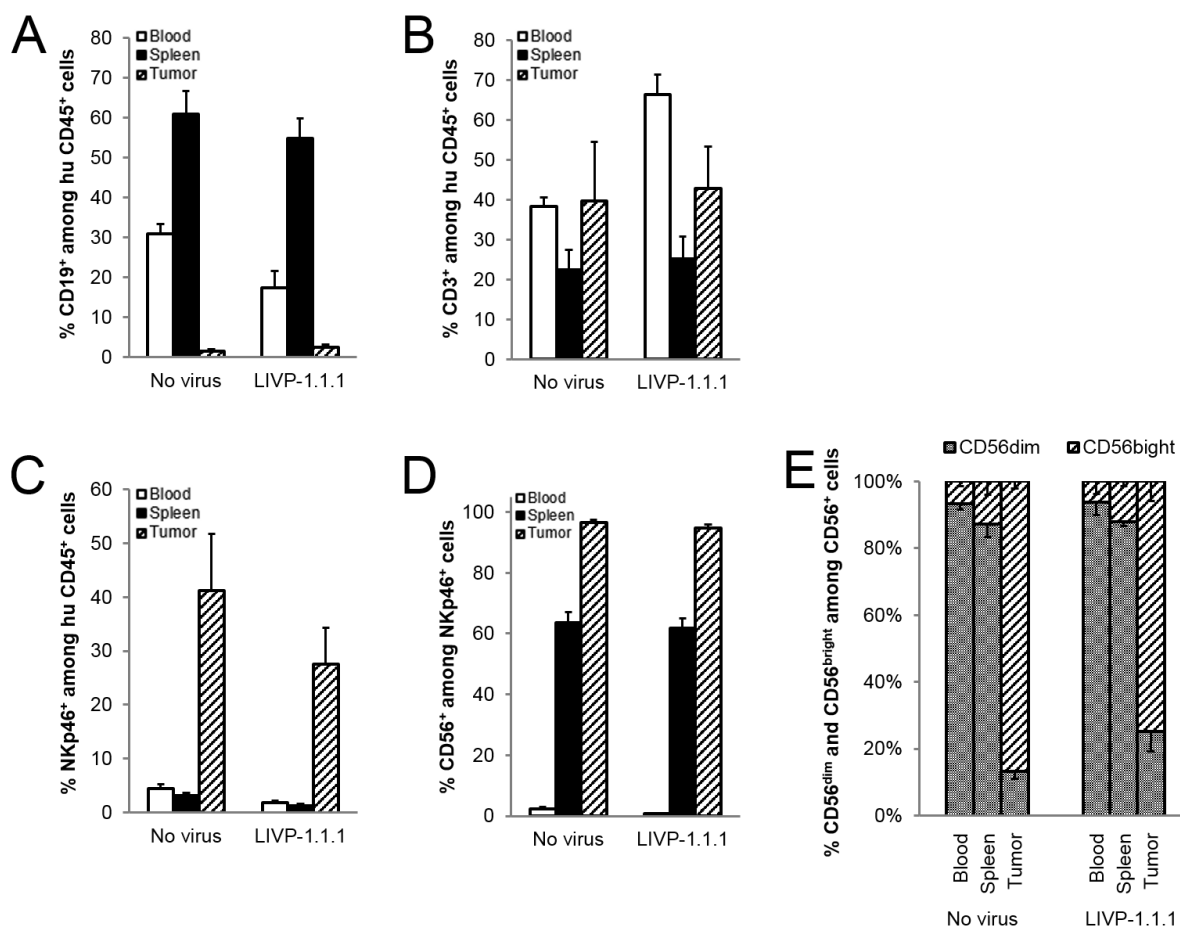 A
% CD19⁺ among hu CD45⁺ cells
80
70
60
50
40
30
20
10
0
Blood
Spleen
Tumor
No virus
LIVP-1.1.1
B
% CD3⁺ among hu CD45⁺ cells
80
70
60
50
40
30
20
10
0
Blood
Spleen
Tumor
No virus
LIVP-1.1.1
C
% NKp46⁺ among hu CD45⁺ cells
60
50
40
30
20
10
0
Blood
Spleen
Tumor
No virus
LIVP-1.1.1
D
% CD56⁺ among NKp46⁺ cells
100
80
60
40
20
0
Blood
Spleen
Tumor
No virus
LIVP-1.1.1
E
CD56dim
CD56bight
% CD56ᵈⁱᵐ and CD56ᵇʳⁱᵍʰᵗ among CD56⁺ cells
100%
80%
60%
40%
20%
0%
Blood
Spleen
Tumor
Blood
Spleen
Tumor
No virus
LIVP-1.1.1